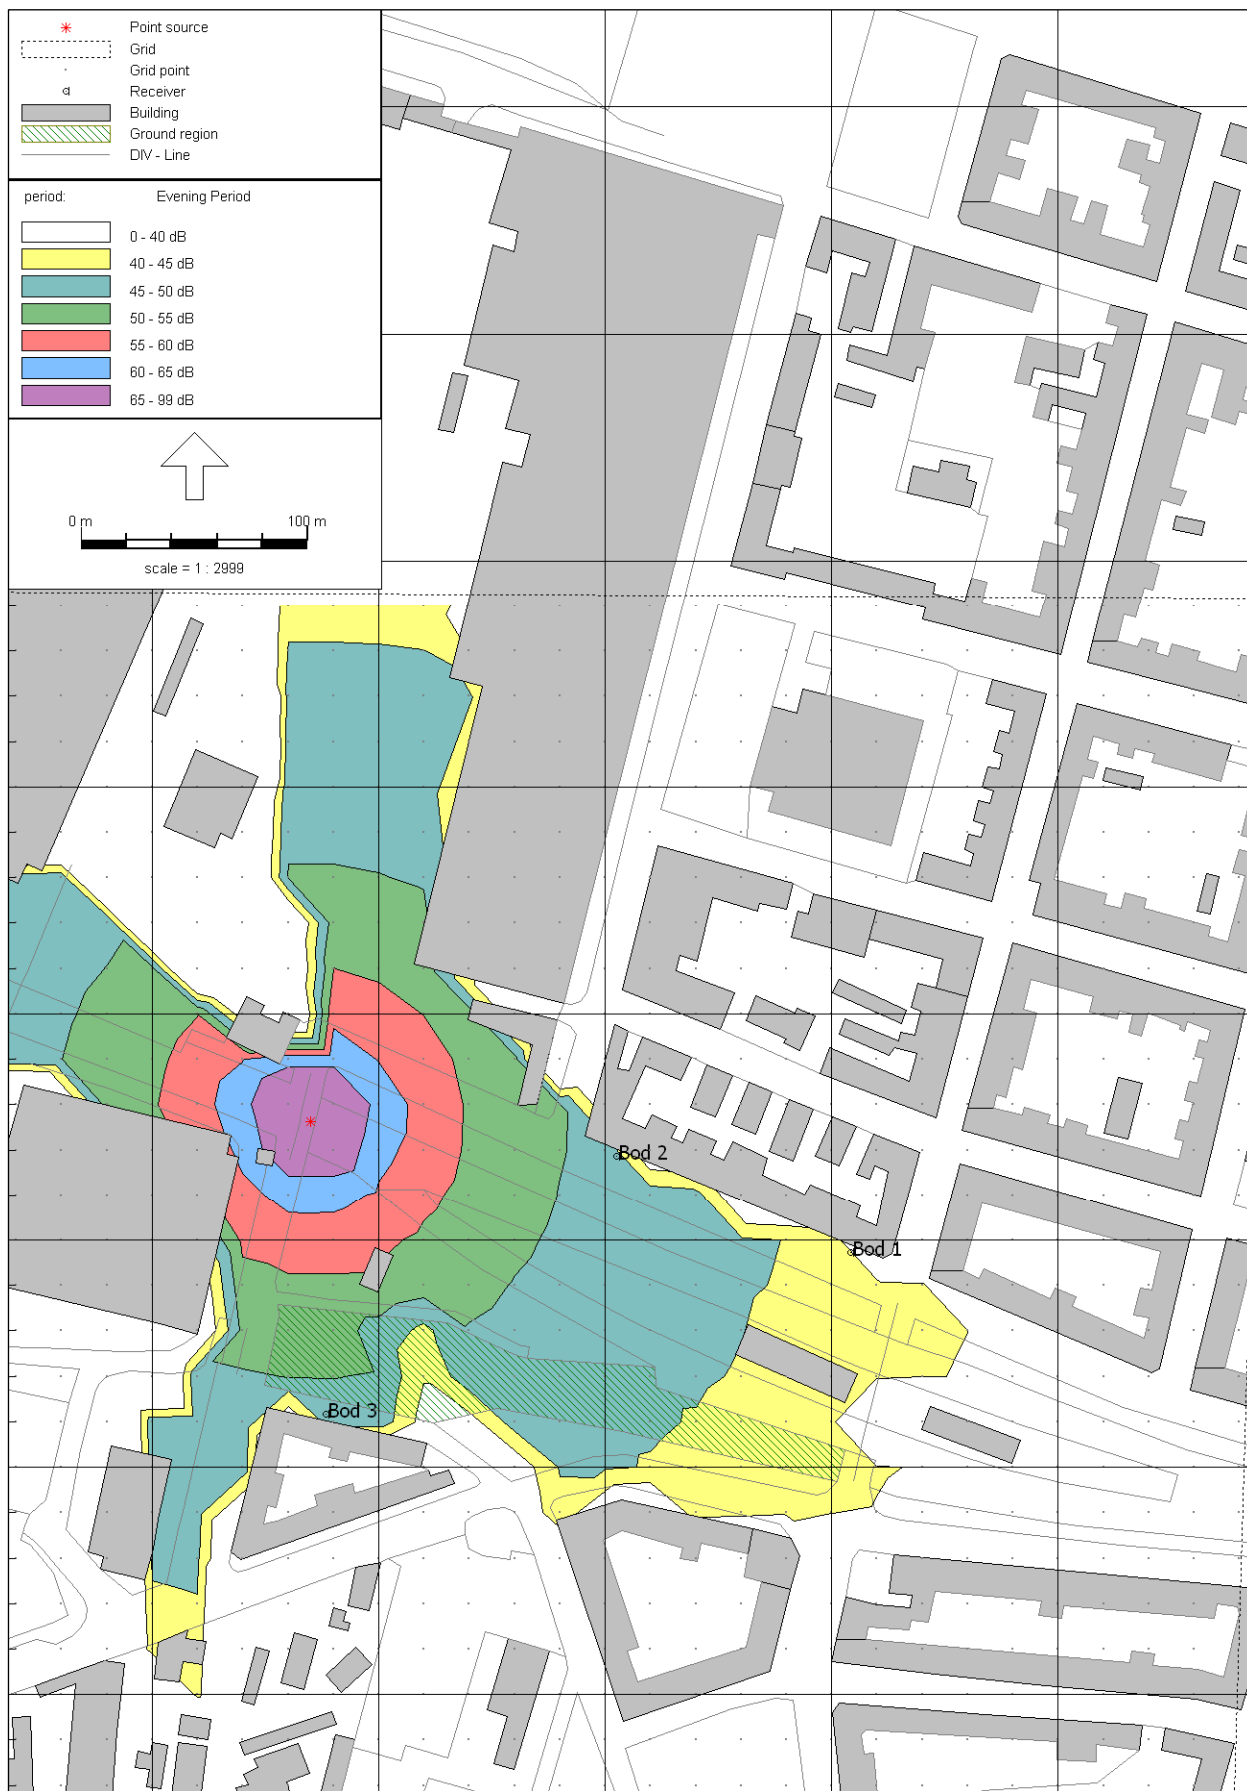 Point source
Grid
Grid point
Receiver
Building
Ground region
DIV - Line
period: Evening Period
0 - 40 dB
40 - 45 dB
45 - 50 dB
50 - 55 dB
55 - 60 dB
60 - 65 dB
65 - 99 dB
0 m 100 m
scale = 1 : 2999
Bod 2
Bod 1
Bod 3